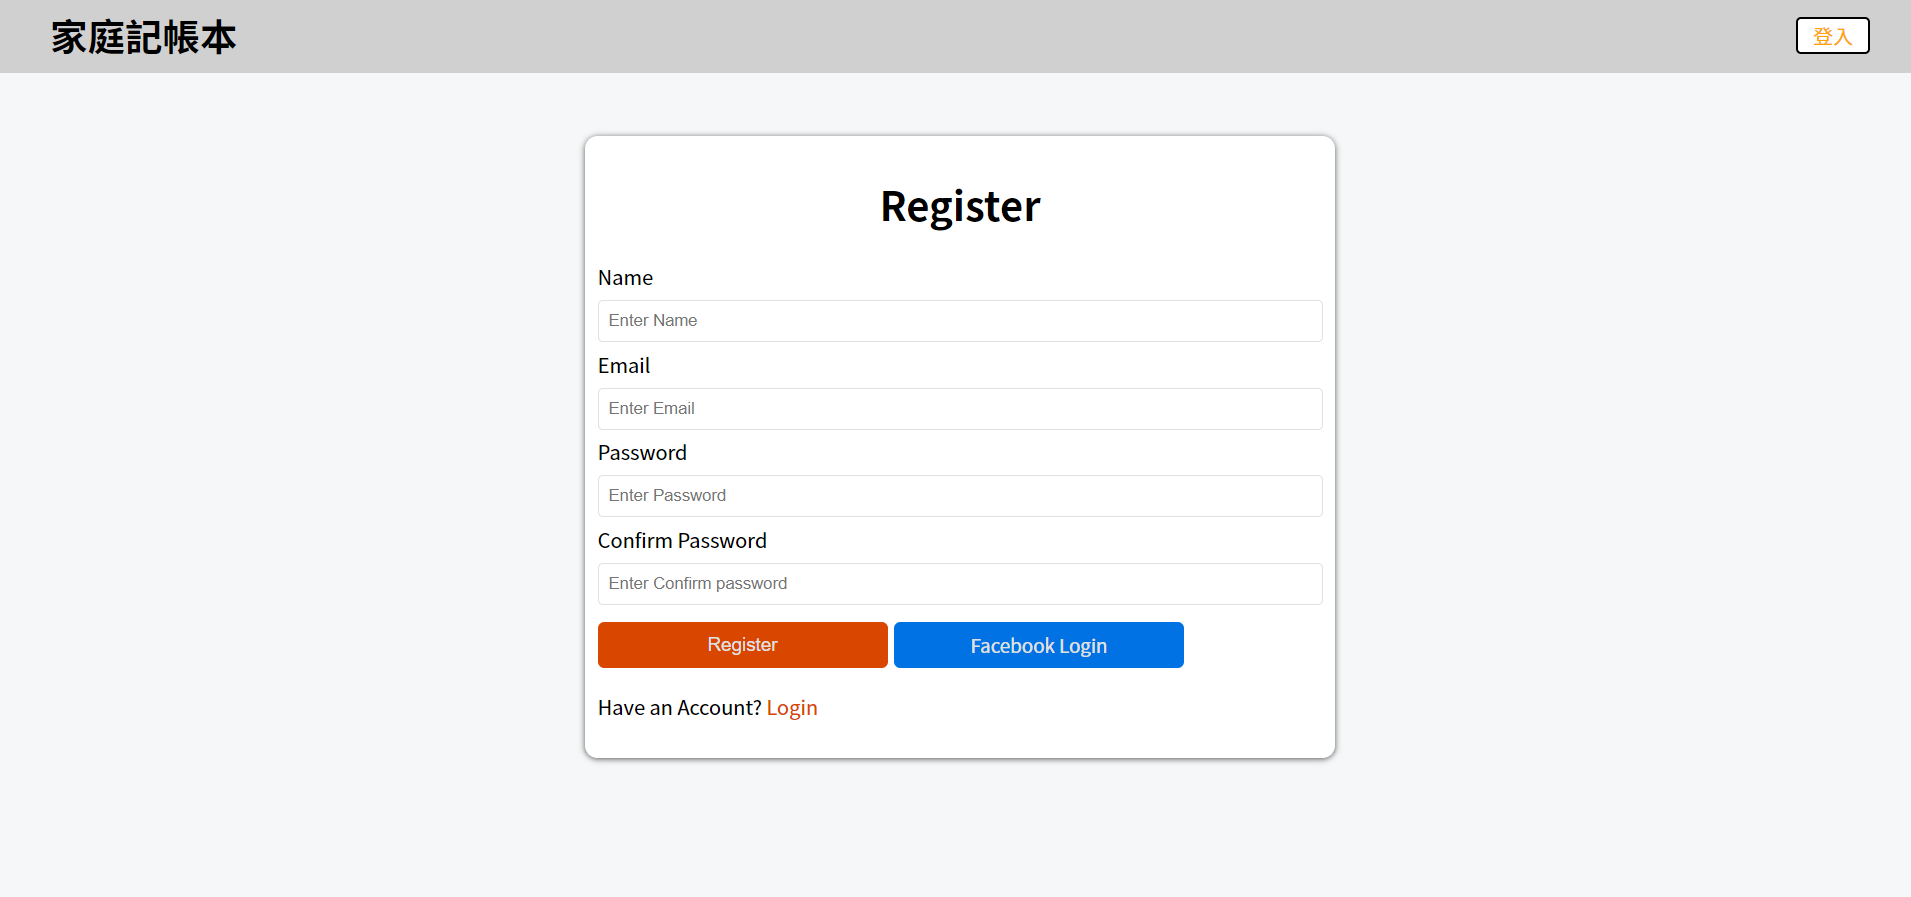 家庭記帳本
登入
Register
Name
Enter Name
Email
Enter Email
Password
Enter Password
Confirm Password
Enter Confirm password
Register Facebook Login
Have an Account? Login